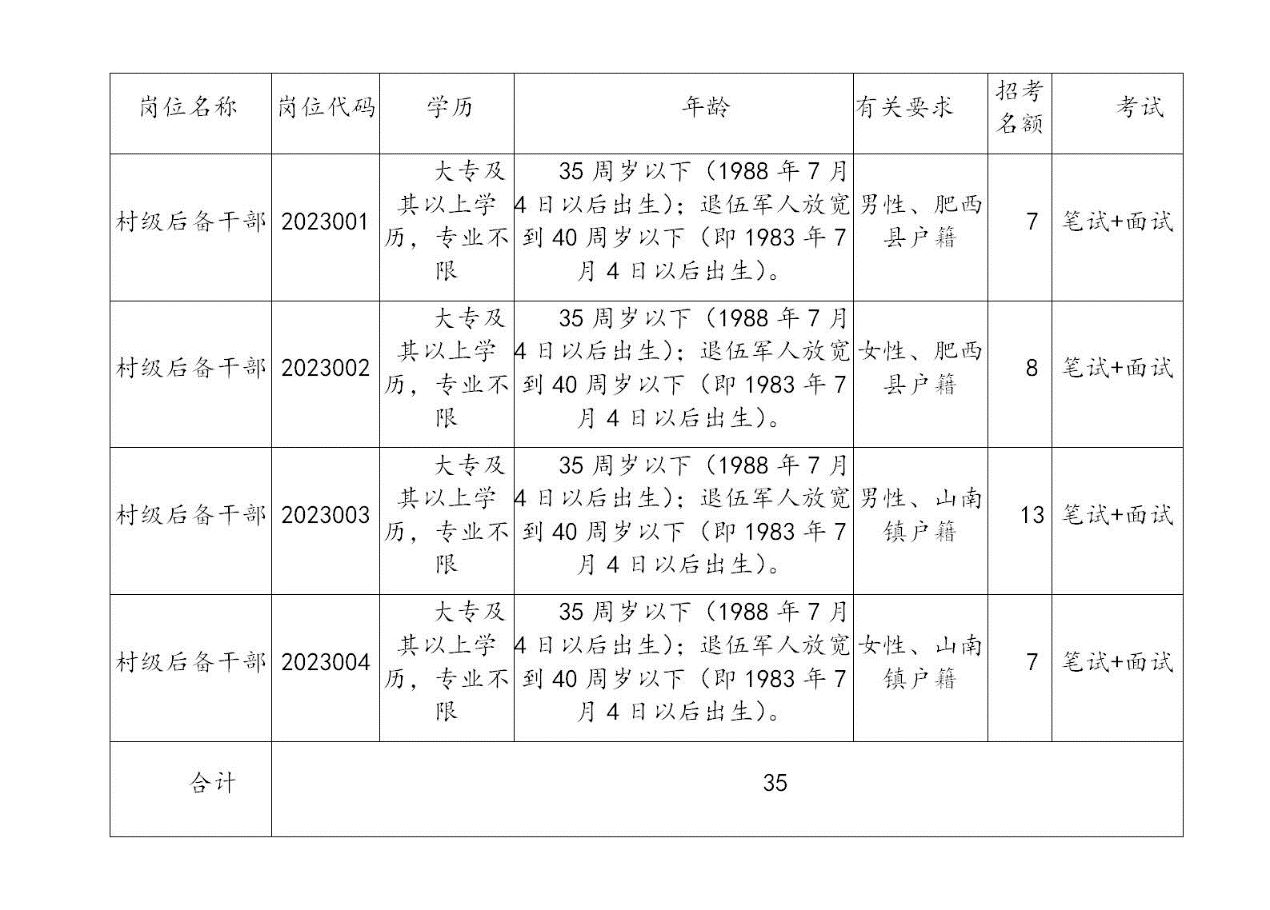 岗位名称 岗位代码 学历 年龄 有关要求 招考名额 考试
村级后备干部 2023001
大专及
其以上学
历，专业不
限
35 周岁以下（1988 年 7 月
4 日以后出生）；退伍军人放宽
到 40 周岁以下（即 1983 年 7
月 4 日以后出生）。
男性、肥西
县户籍
7 笔试+面试
村级后备干部 2023002
大专及
其以上学
历，专业不
限
35 周岁以下（1988 年 7 月
4 日以后出生）；退伍军人放宽
到 40 周岁以下（即 1983 年 7
月 4 日以后出生）。
女性、肥西
县户籍
8 笔试+面试
村级后备干部 2023003
大专及
其以上学
历，专业不
限
35 周岁以下（1988 年 7 月
4 日以后出生）；退伍军人放宽
到 40 周岁以下（即 1983 年 7
月 4 日以后出生）。
男性、山南
镇户籍
13 笔试+面试
村级后备干部 2023004
大专及
其以上学
历，专业不
限
35 周岁以下（1988 年 7 月
4 日以后出生）；退伍军人放宽
到 40 周岁以下（即 1983 年 7
月 4 日以后出生）。
女性、山南
镇户籍
7 笔试+面试
合计 35